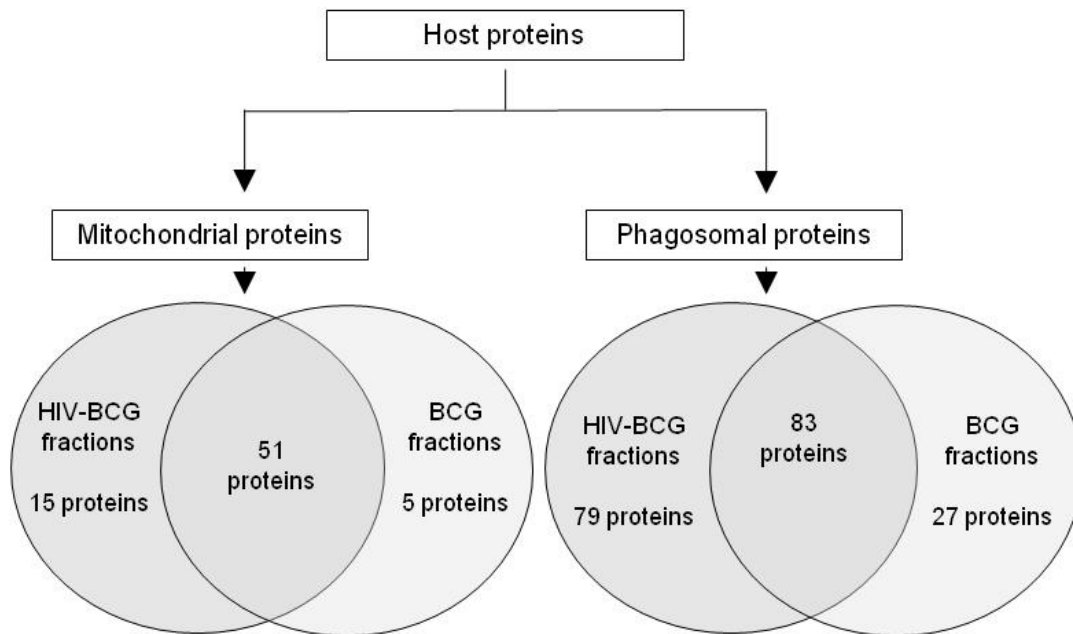 Host proteins
Mitochondrial proteins
Phagosomal proteins
HIV-BCG
fractions
15 proteins
51
proteins
BCG
fractions
5 proteins
HIV-BCG
fractions
79 proteins
83
proteins
BCG
fractions
27 proteins